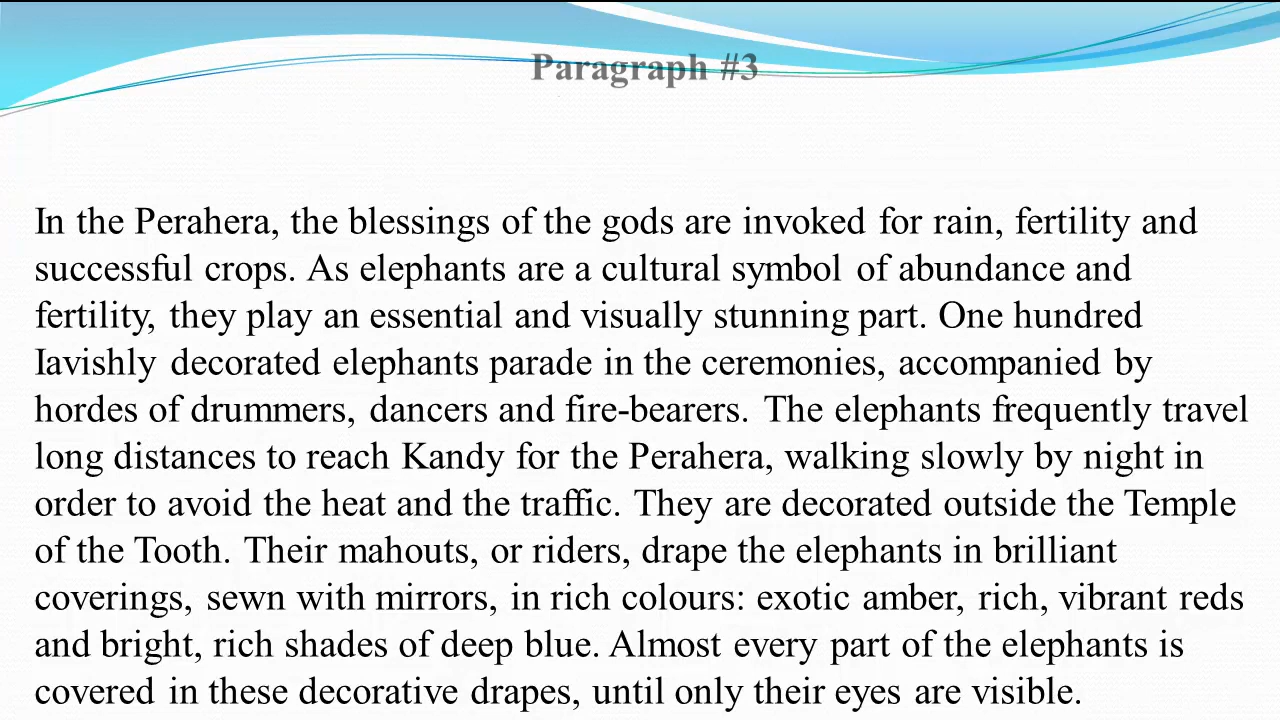 Paragraph #3
In the Perahera, the blessings of the gods are invoked for rain, fertility and
successful crops. As elephants are a cultural symbol of abundance and
fertility, they play an essential and visually stunning part. One hundred
Iavishly decorated elephants parade in the ceremonies, accompanied by
hordes of drummers, dancers and fire-bearers. The elephants frequently travel
long distances to reach Kandy for the Perahera, walking slowly by night in
order to avoid the heat and the traffic. They are decorated outside the Temple
of the Tooth. Their mahouts, or riders, drape the elephants in brilliant
coverings, sewn with mirrors, in rich colours: exotic amber, rich, vibrant reds
and bright, rich shades of deep blue. Almost every part of the elephants is
covered in these decorative drapes, until only their eyes are visible.